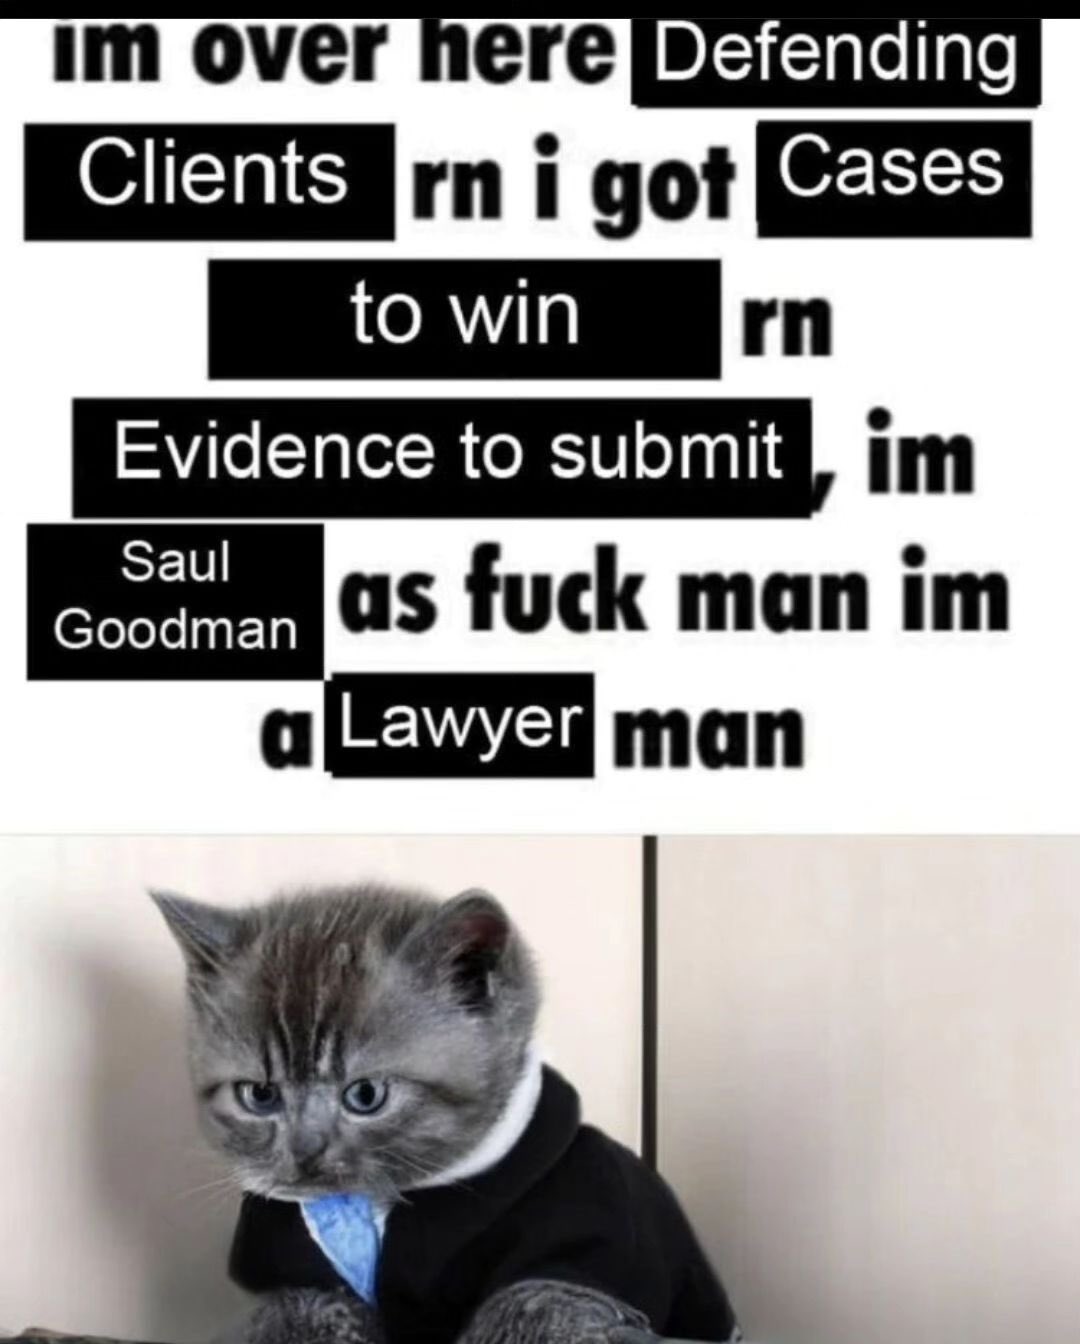 im over here Defending
Clients rn i got Cases
to win rn
Evidence to submit, im
Saul
Goodman as fuck man im
a Lawyer man